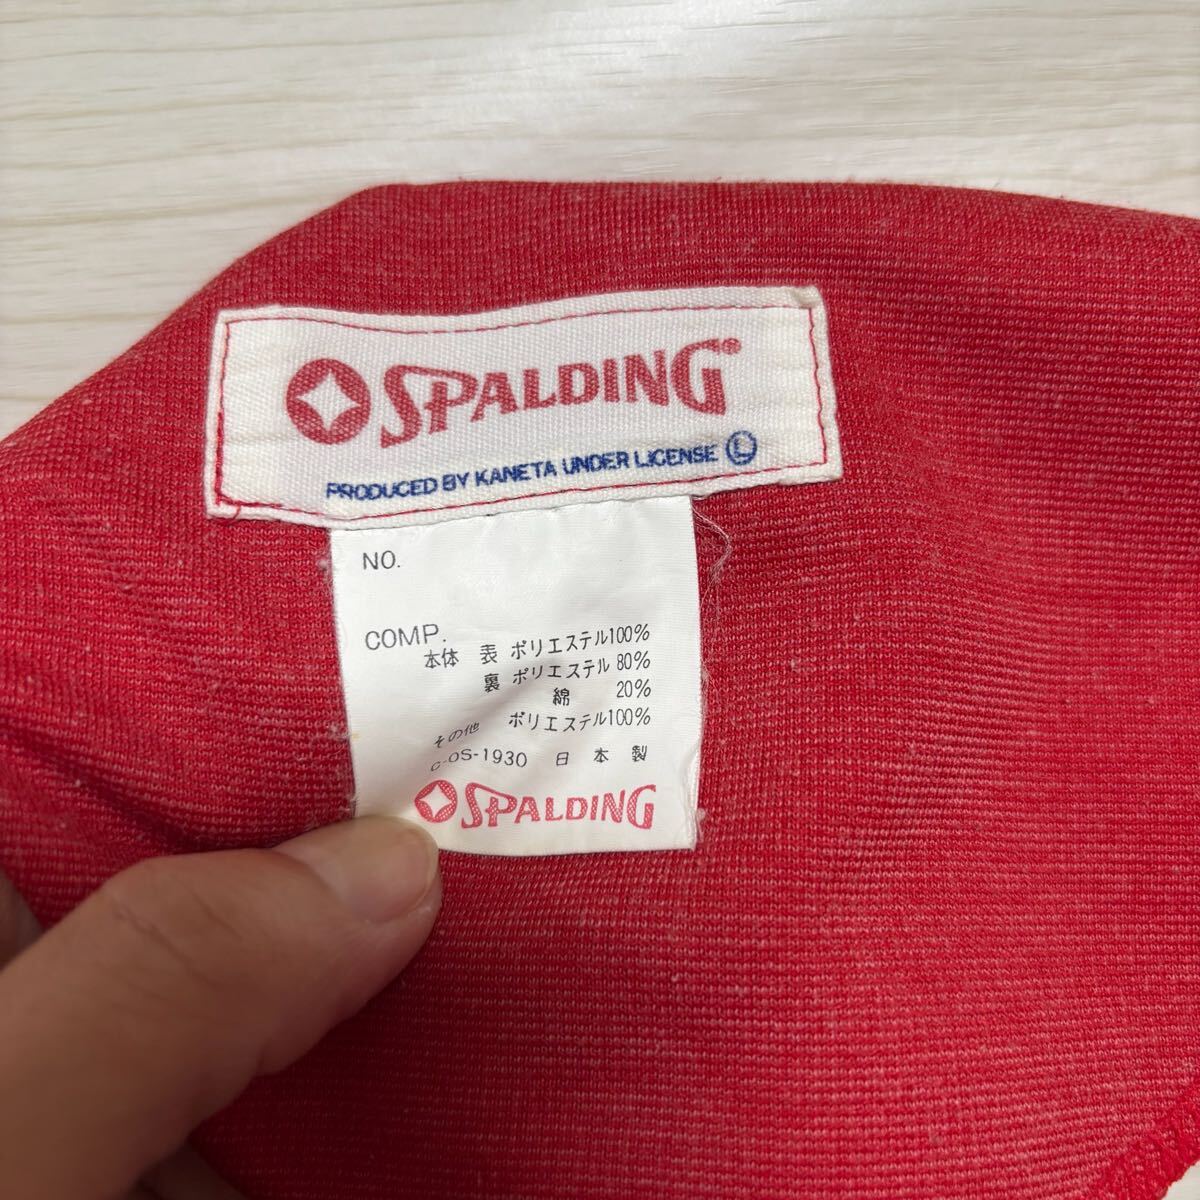 SPALDING®
PRODUCED BY KANETA UNDER LICENSE Ⓛ
NO.
COMP.
本体 表 ポリエステル100%
裏 ポリエステル 80%
綿 20%
その他 ポリエステル100%
C-OS-1930 日本製
SPALDING